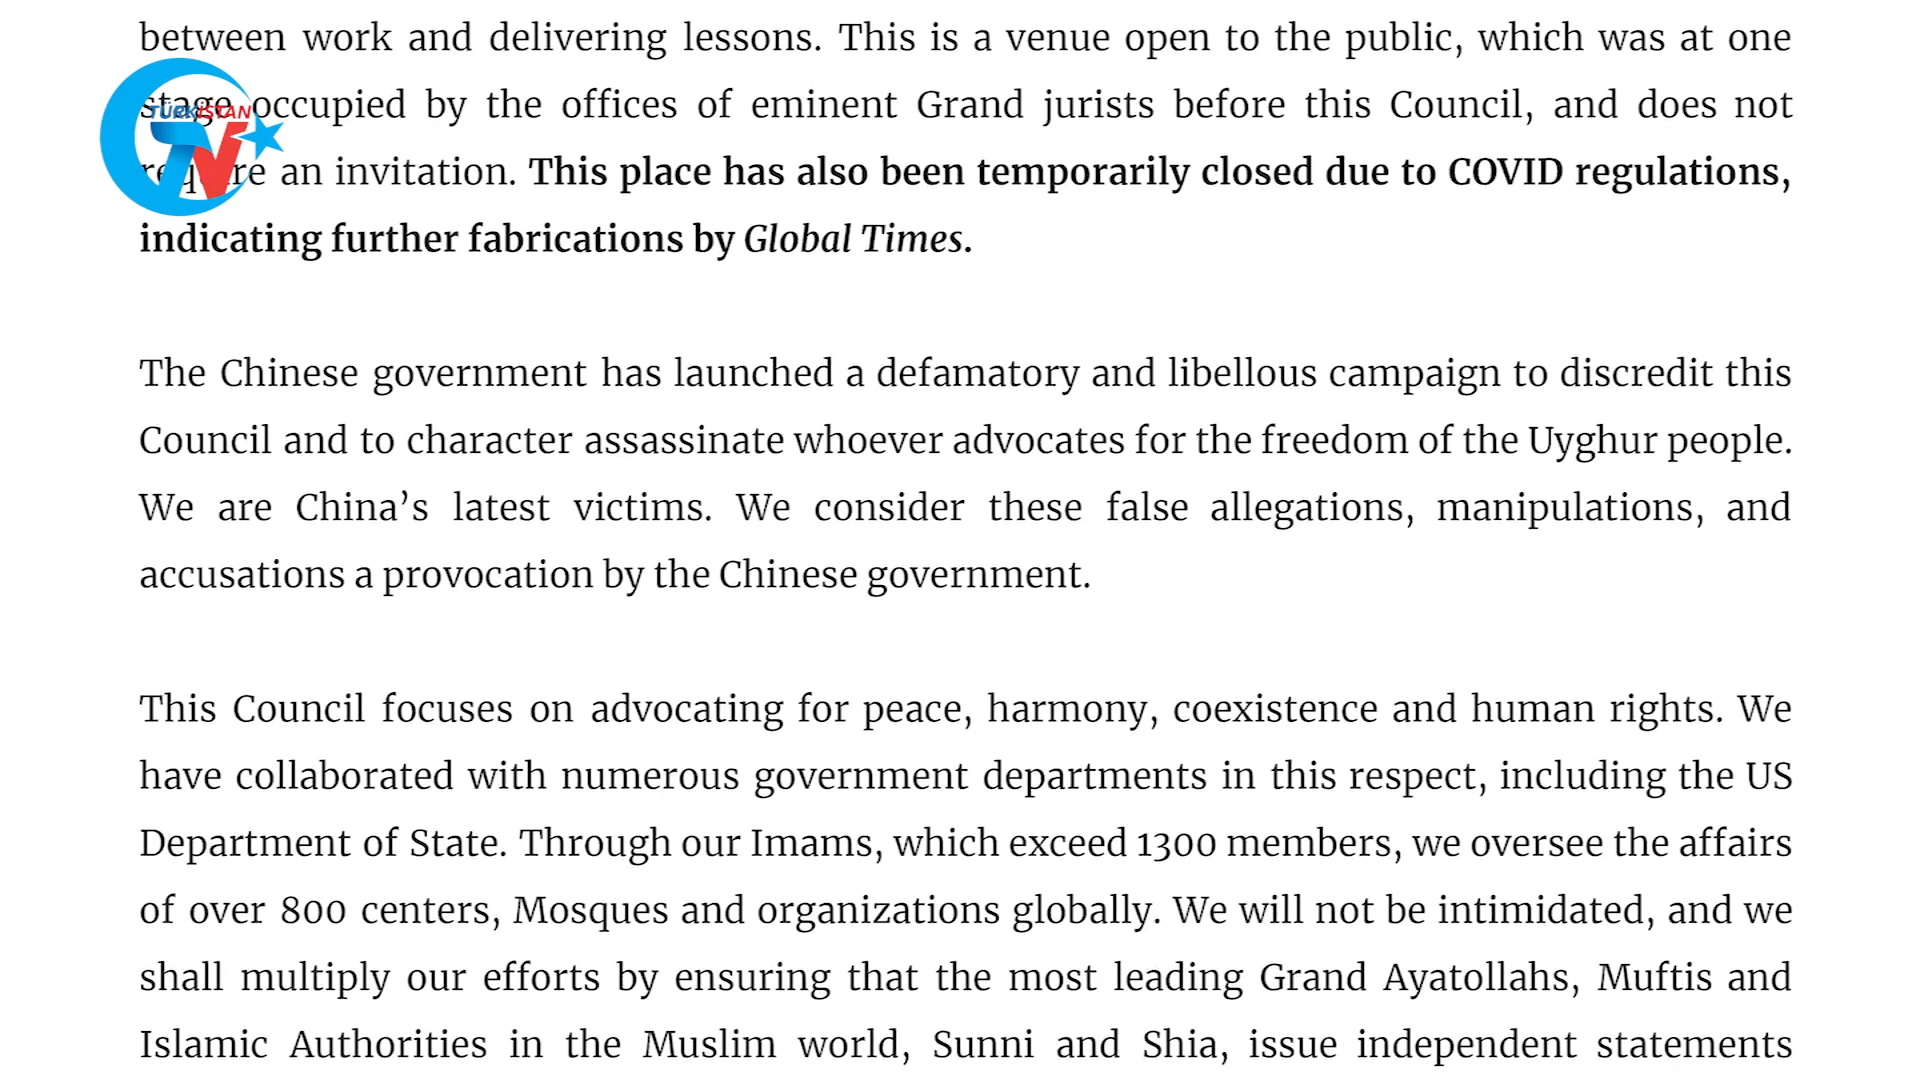 between work and delivering lessons. This is a venue open to the public, which was at one
stage occupied by the offices of eminent Grand jurists before this Council, and does not
require an invitation. This place has also been temporarily closed due to COVID regulations,
indicating further fabrications by Global Times.
The Chinese government has launched a defamatory and libellous campaign to discredit this
Council and to character assassinate whoever advocates for the freedom of the Uyghur people.
We are China’s latest victims. We consider these false allegations, manipulations, and
accusations a provocation by the Chinese government.
This Council focuses on advocating for peace, harmony, coexistence and human rights. We
have collaborated with numerous government departments in this respect, including the US
Department of State. Through our Imams, which exceed 1300 members, we oversee the affairs
of over 800 centers, Mosques and organizations globally. We will not be intimidated, and we
shall multiply our efforts by ensuring that the most leading Grand Ayatollahs, Muftis and
Islamic Authorities in the Muslim world, Sunni and Shia, issue independent statements
TÜRKİSTAN
TV